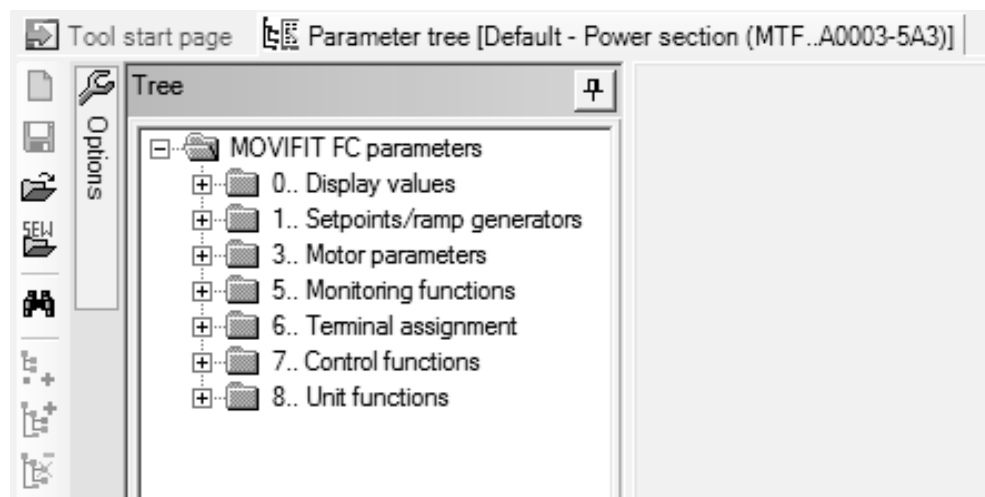 Tool start page
Parameter tree [Default - Power section (MTF..A0003-5A3)]
Options
Tree
SEW
MOVIFIT FC parameters
0.. Display values
1.. Setpoints/ramp generators
3.. Motor parameters
5.. Monitoring functions
6.. Terminal assignment
7.. Control functions
8.. Unit functions